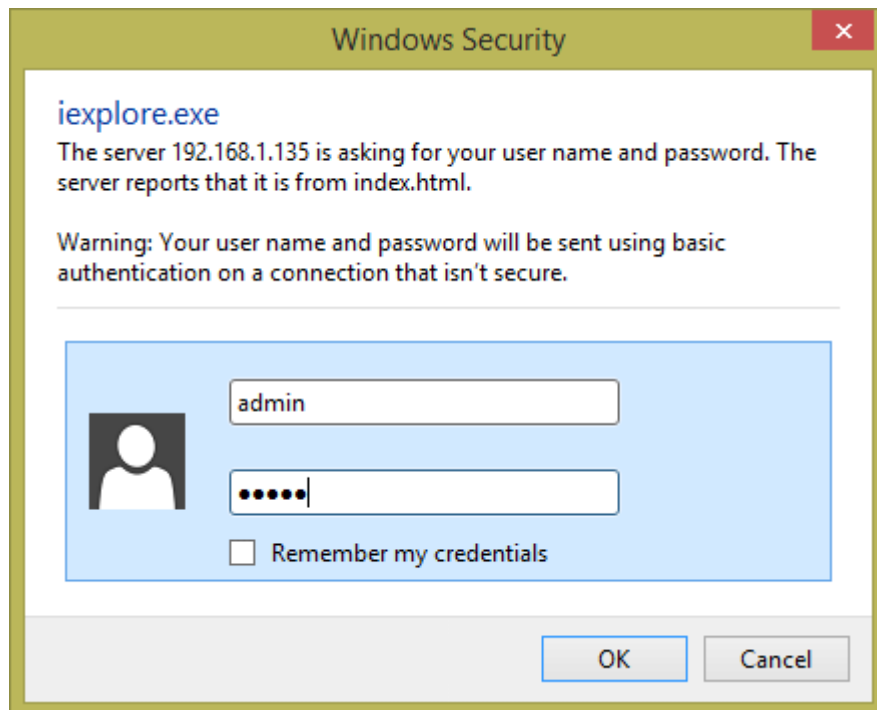 Windows Security
iexplore.exe
The server 192.168.1.135 is asking for your user name and password. The
server reports that it is from index.html.
Warning: Your user name and password will be sent using basic
authentication on a connection that isn't secure.
admin
•••••
Remember my credentials
OK
Cancel